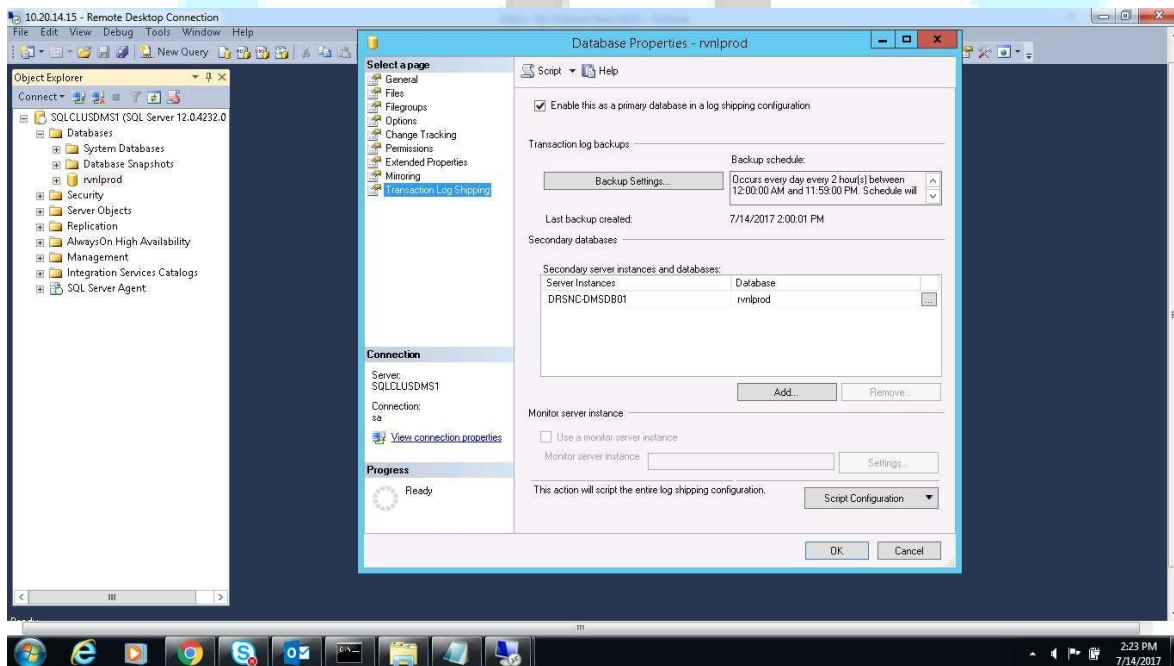 10.20.14.15 - Remote Desktop Connection
File Edit View Debug Tools Window Help
New Query
Object Explorer
Connect
SQLCLUSDMS1 (SQL Server 12.0.4232.0
Databases
System Databases
Database Snapshots
rvnlprod
Security
Server Objects
Replication
AlwaysOn High Availability
Management
Integration Services Catalogs
SQL Server Agent
Database Properties - rvnlprod
Select a page
General
Files
Filegroups
Options
Change Tracking
Permissions
Extended Properties
Mirroring
Transaction Log Shipping
Connection
Server:
SQLCLUSDMS1
Connection:
sa
View connection properties
Progress
Ready
Script Help
Enable this as a primary database in a log shipping configuration
Transaction log backups
Backup schedule:
Backup Settings...
Occurs every day every 2 hour(s) between
12:00:00 AM and 11:59:00 PM. Schedule will
Last backup created: 7/14/2017 2:00:01 PM
Secondary databases
Secondary server instances and databases:
Server Instances Database
DRSNC-DMSDB01 rvnlprod
...
Add... Remove...
Monitor server instance
Use a monitor server instance
Monitor server instance
Settings...
This action will script the entire log shipping configuration.
Script Configuration
OK Cancel
2:23 PM
7/14/2017